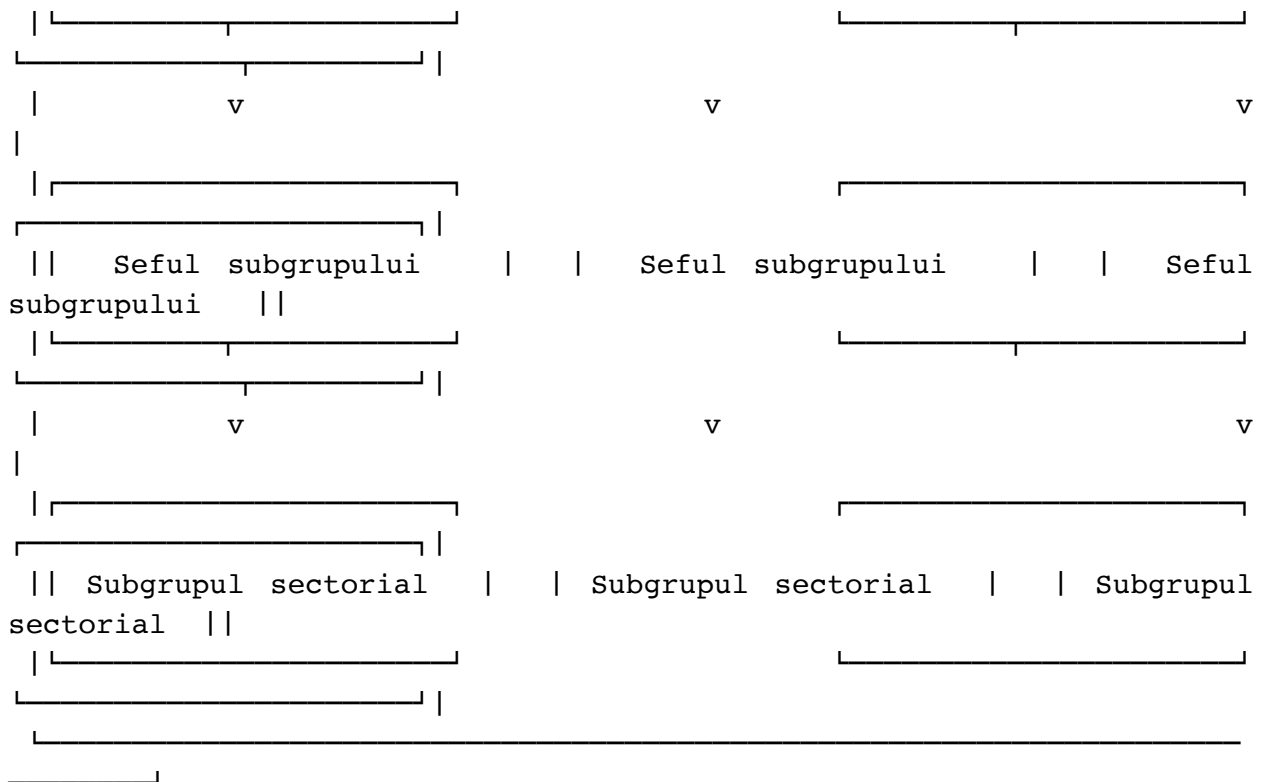 |└─────────┬────────────┘ └─────────┬────────────┘
└────────────┬─────────┘|
| v v v
|
|┌──────────────────────┐ ┌──────────────────────┐
┌──────────────────────┐|
|| Seful subgrupului | | Seful subgrupului | | Seful
subgrupului ||
|└─────────┬────────────┘ └─────────┬────────────┘
└────────────┬─────────┘|
| v v v
|
|┌──────────────────────┐ ┌──────────────────────┐
┌──────────────────────┐|
|| Subgrupul sectorial | | Subgrupul sectorial | | Subgrupul
sectorial ||
|└──────────────────────┘ └──────────────────────┘
└──────────────────────┘|
└────────────────────────────────────────────────────────────────────
────────┘